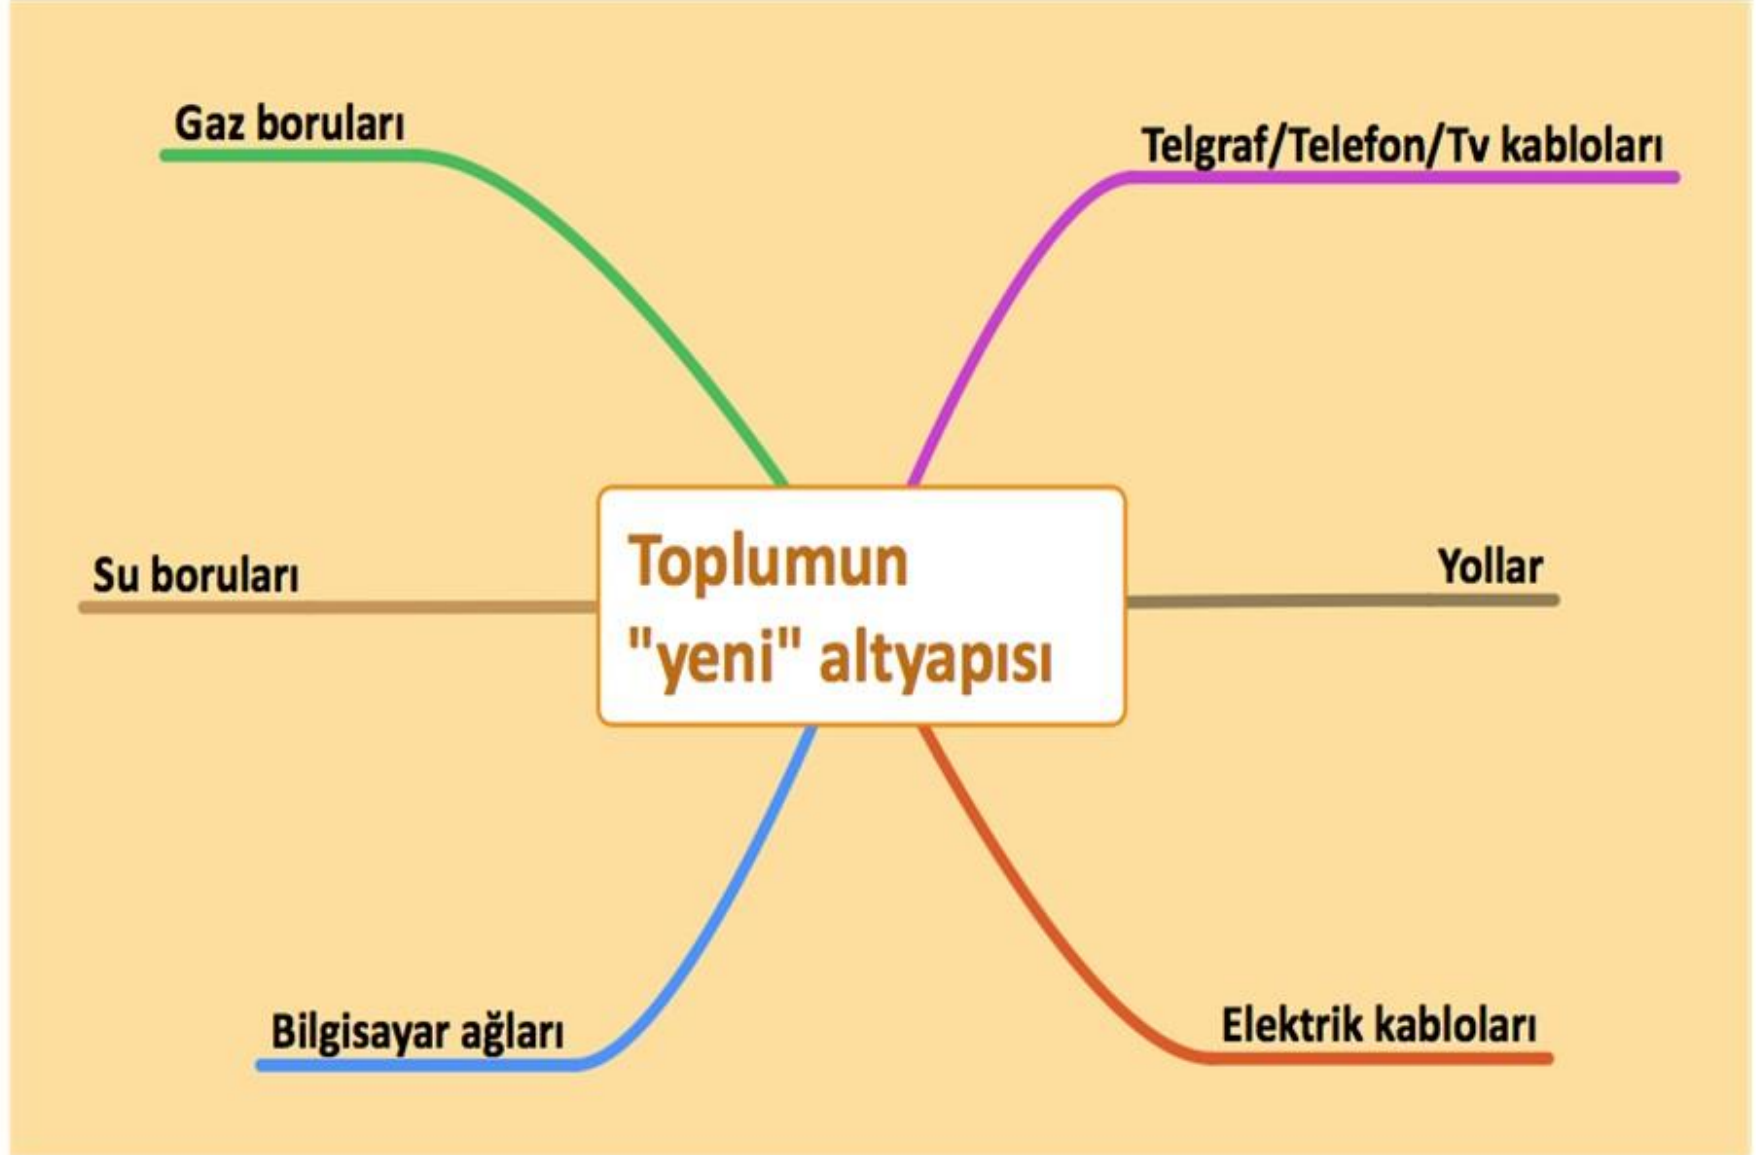 Gaz boruları
Telgraf/Telefon/Tv kabloları
Su boruları
Toplumun
"yeni" altyapısı
Yollar
Bilgisayar ağları
Elektrik kabloları